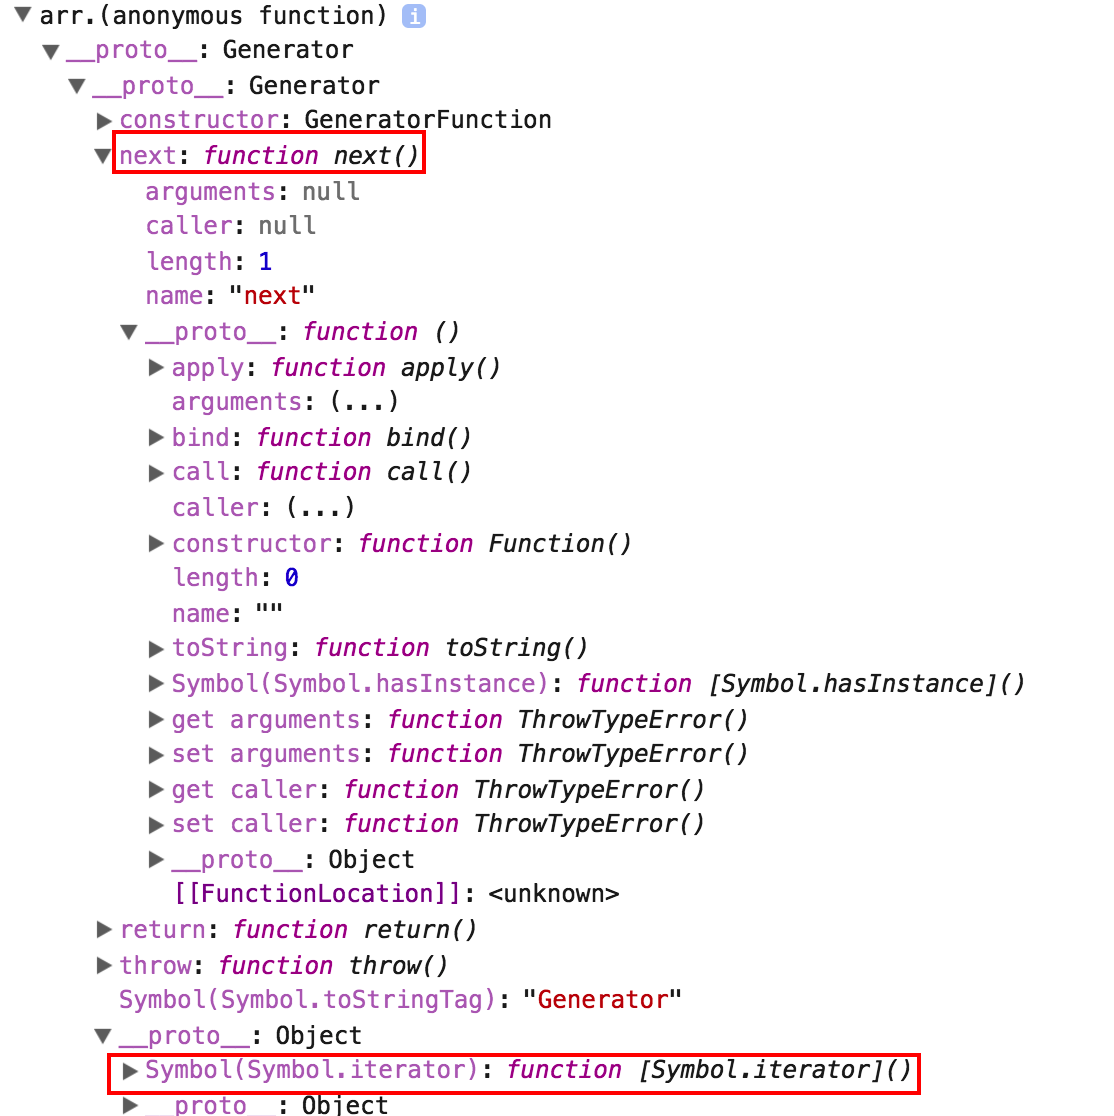 arr.(anonymous function) i
__proto__: Generator
__proto__: Generator
constructor: GeneratorFunction
next: function next()
arguments: null
caller: null
length: 1
name: "next"
__proto__: function ()
apply: function apply()
arguments: (...)
bind: function bind()
call: function call()
caller: (...)
constructor: function Function()
length: 0
name: ""
toString: function toString()
Symbol(Symbol.hasInstance): function [Symbol.hasInstance]()
get arguments: function ThrowTypeError()
set arguments: function ThrowTypeError()
get caller: function ThrowTypeError()
set caller: function ThrowTypeError()
__proto__: Object
[[FunctionLocation]]: <unknown>
return: function return()
throw: function throw()
Symbol(Symbol.toStringTag): "Generator"
__proto__: Object
Symbol(Symbol.iterator): function [Symbol.iterator]()
__proto__: Object